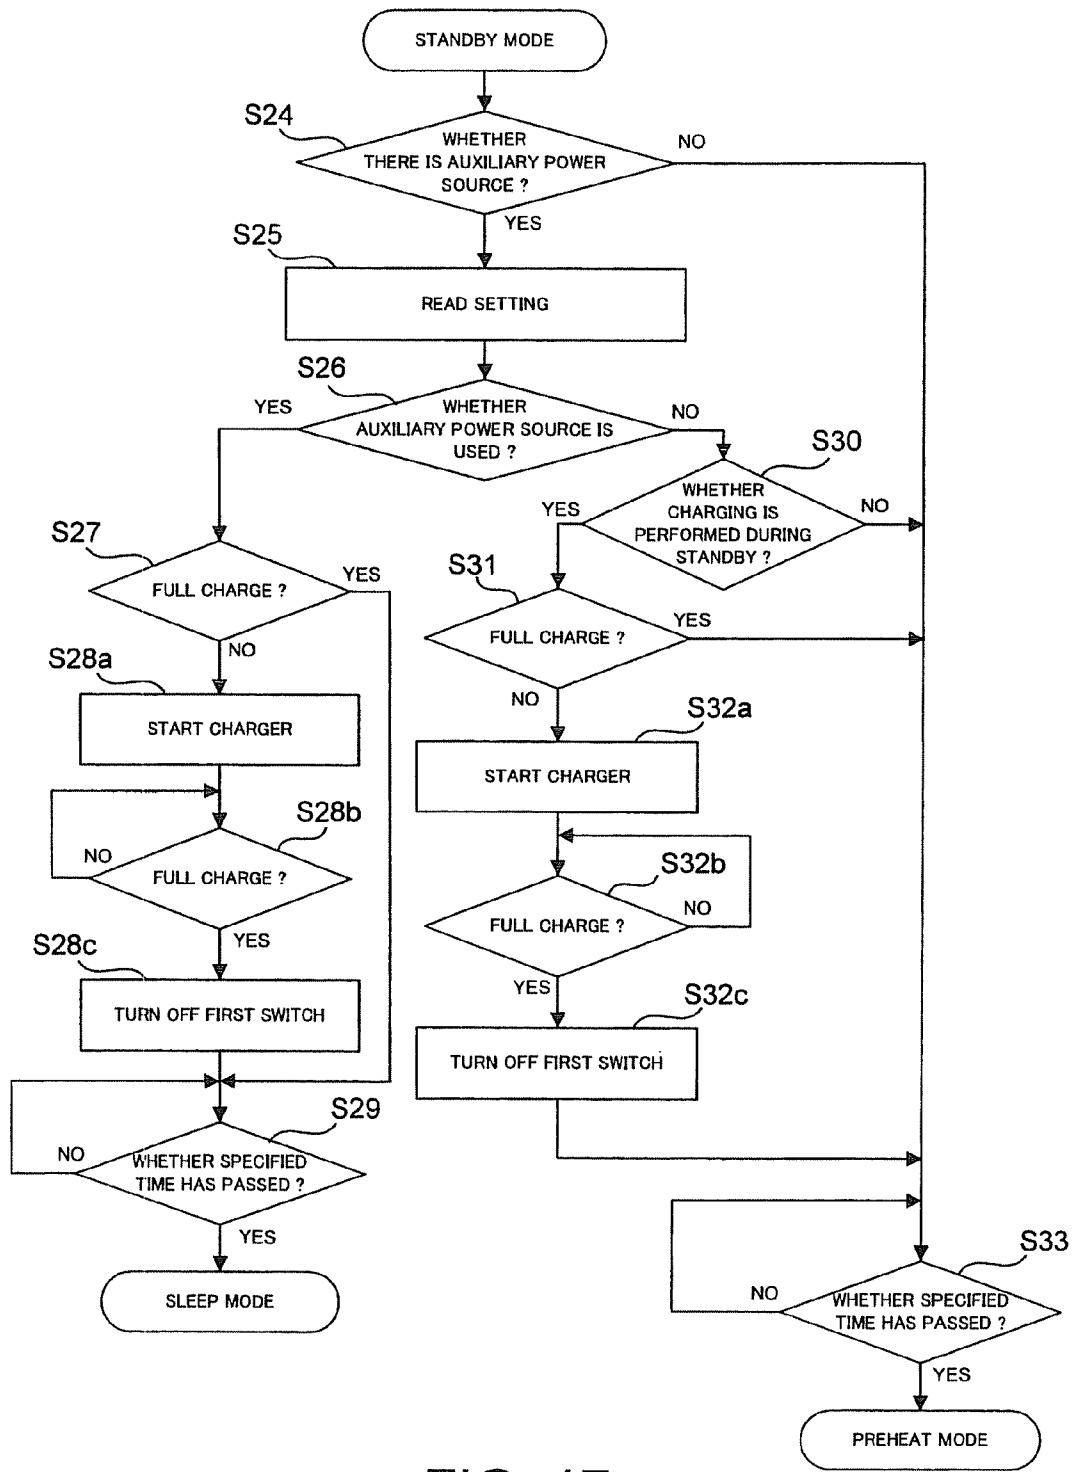 STANDBY MODE
S24
WHETHER
THERE IS AUXILIARY POWER
SOURCE ?
NO
YES
S25
READ SETTING
S26
YES
WHETHER
AUXILIARY POWER SOURCE IS
USED ?
NO
S30
WHETHER
CHARGING IS
PERFORMED DURING
STANDBY ?
YES
NO
S27
FULL CHARGE ?
YES
NO
S31
FULL CHARGE ?
YES
NO
S28a
START CHARGER
S32a
START CHARGER
S28b
FULL CHARGE ?
NO
YES
S32b
FULL CHARGE ?
NO
YES
S28c
TURN OFF FIRST SWITCH
S32c
TURN OFF FIRST SWITCH
S29
NO
WHETHER SPECIFIED
TIME HAS PASSED ?
YES
SLEEP MODE
S33
NO
WHETHER SPECIFIED
TIME HAS PASSED ?
YES
PREHEAT MODE